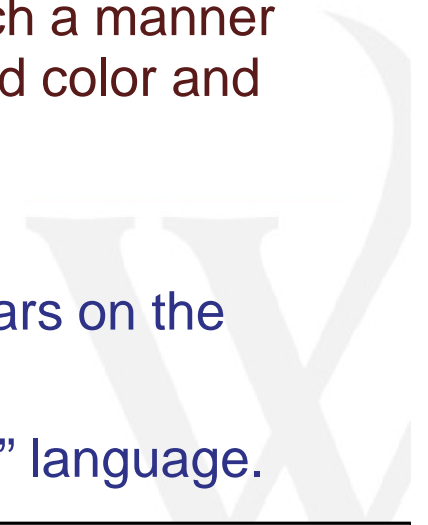 ch a manner
d color and
ars on the
” language.